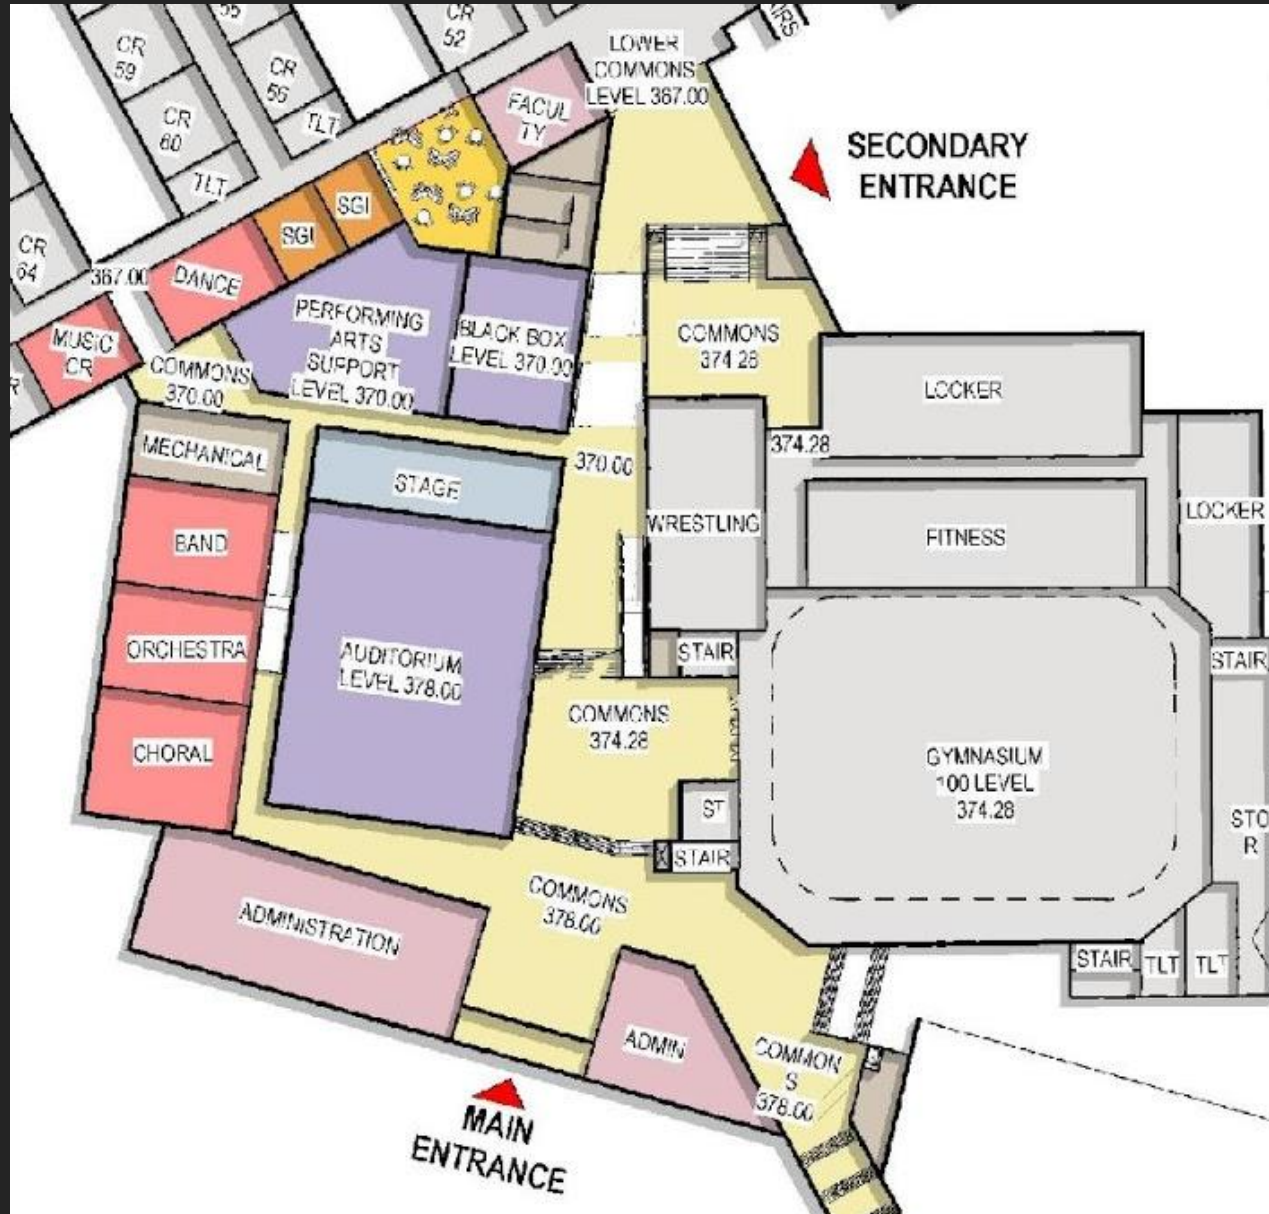 CR
59
CR
56
CR
52
LOWER
COMMONS
LEVEL 367.00
CR
60
TLT
TLT
FACUL
TY
SECONDARY
ENTRANCE
CR
64
367.00
DANCE
SGI
SGI
MUSIC
CR
COMMONS
370.00
PERFORMING
ARTS
SUPPORT
LEVEL 370.00
BLACK BOX
LEVEL 370.00
COMMONS
374.28
LOCKER
MECHANICAL
STAGE
370.00
374.28
WRESTLING
FITNESS
LOCKER
BAND
ORCHESTRA
AUDITORIUM
LEVEL 378.00
STAIR
STAIR
CHORAL
COMMONS
374.28
GYMNASIUM
100 LEVEL
374.28
ST
STAIR
STO
R
ADMINISTRATION
COMMONS
378.00
STAIR
TLT
TLT
ADMIN
COMMON
S
378.00
MAIN
ENTRANCE